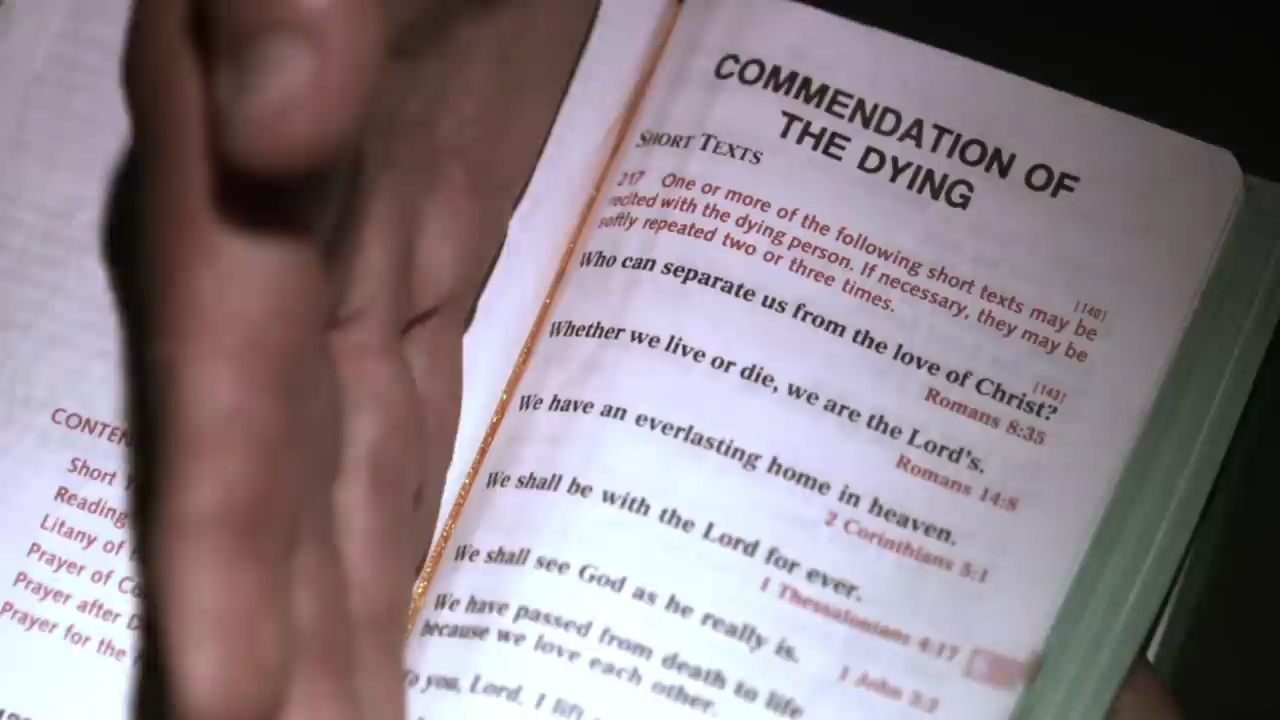 CONTEN
Short
Reading
Litany of
Prayer of Co
Prayer after D
Prayer for the
COMMENDATION OF
THE DYING
SHORT TEXTS
217 One or more of the following short texts may be [140]
recited with the dying person. If necessary, they may be
softly repeated two or three times.
Who can separate us from the love of Christ? [143]
Romans 8:35
Whether we live or die, we are the Lord's.
Romans 14:8
We have an everlasting home in heaven.
2 Corinthians 5:1
We shall be with the Lord for ever.
1 Thessalonians 4:17
We shall see God as he really is.
1 John 3:2
We have passed from death to life
because we love each other.
To you, Lord, I lift